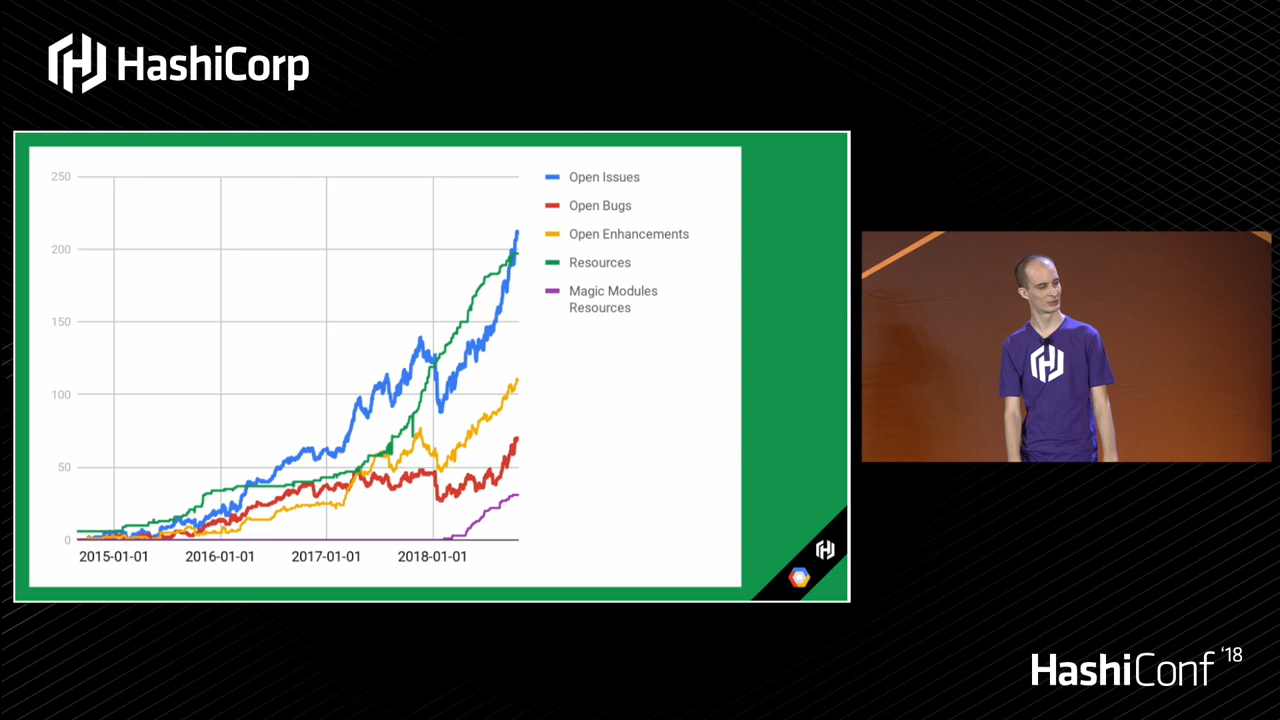 HashiCorp
250
200
150
100
50
0
2015-01-01 2016-01-01 2017-01-01 2018-01-01
Open Issues
Open Bugs
Open Enhancements
Resources
Magic Modules
Resources
HashiConf '18